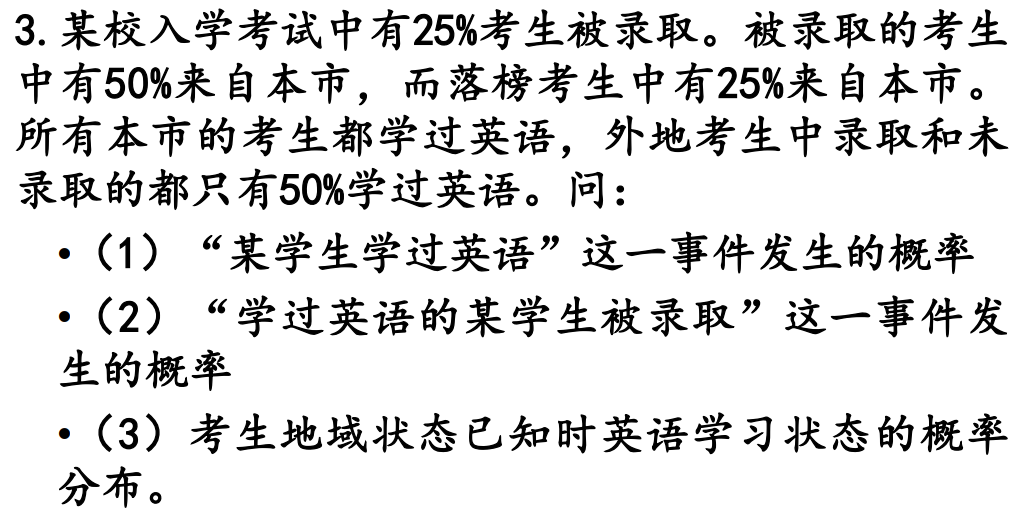 3. 某校入学考试中有25%考生被录取。被录取的考生
中有50%来自本市，而落榜考生中有25%来自本市。
所有本市的考生都学过英语，外地考生中录取和未
录取的都只有50%学过英语。问：
•（1）“某学生学过英语”这一事件发生的概率
•（2）“学过英语的某学生被录取”这一事件发
生的概率
•（3）考生地域状态已知时英语学习状态的概率
分布。